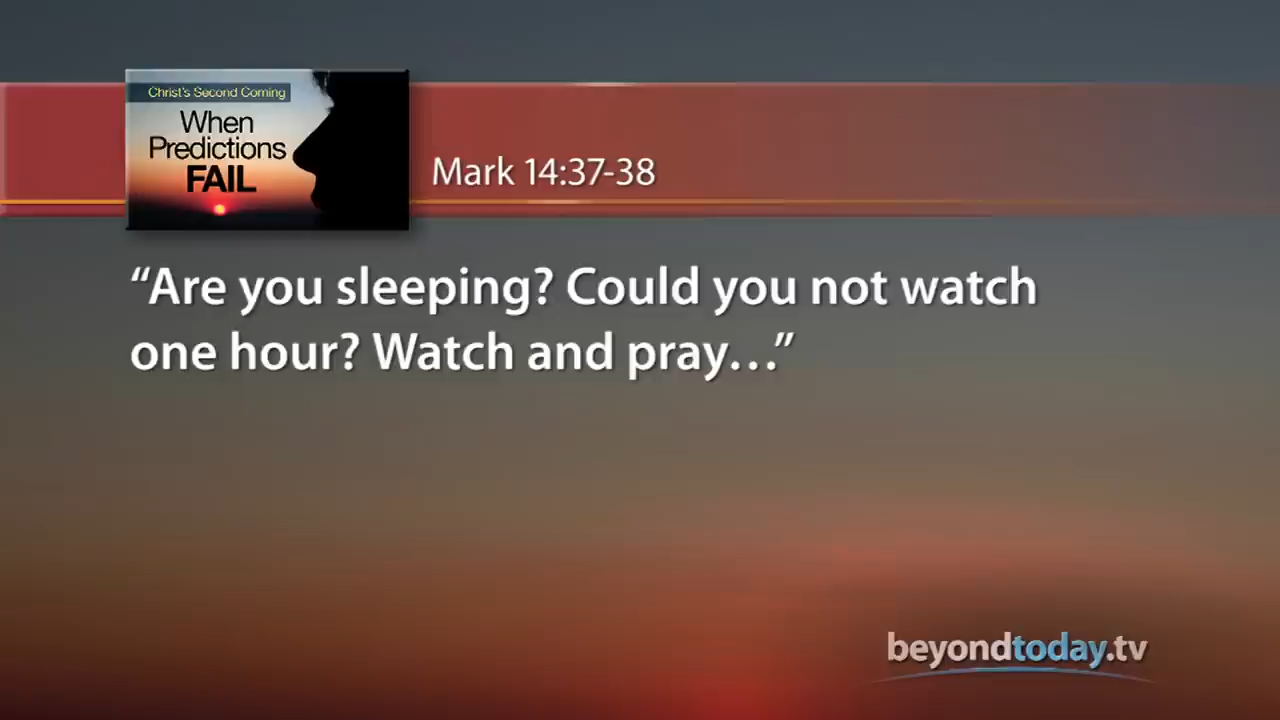 Christ's Second Coming
When
Predictions
FAIL
Mark 14:37-38
“Are you sleeping? Could you not watch
one hour? Watch and pray…”
beyondtoday.tv